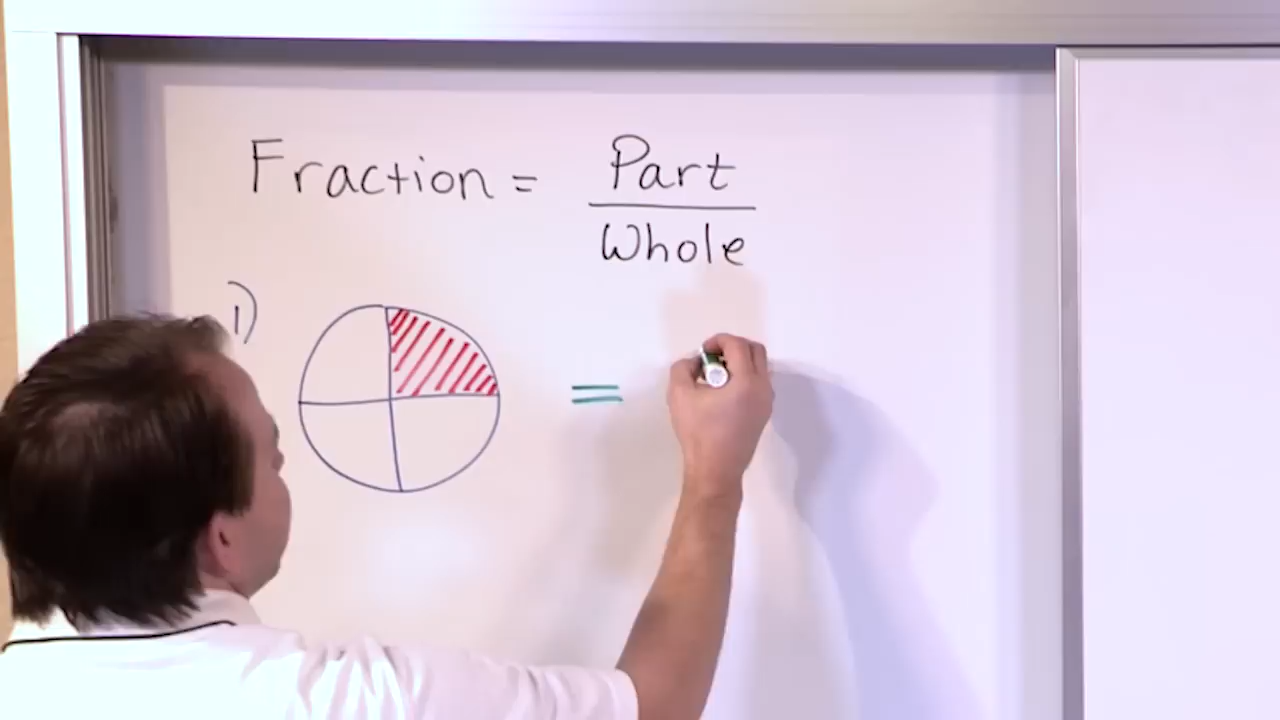 Fraction = Part
Whole
1)
=